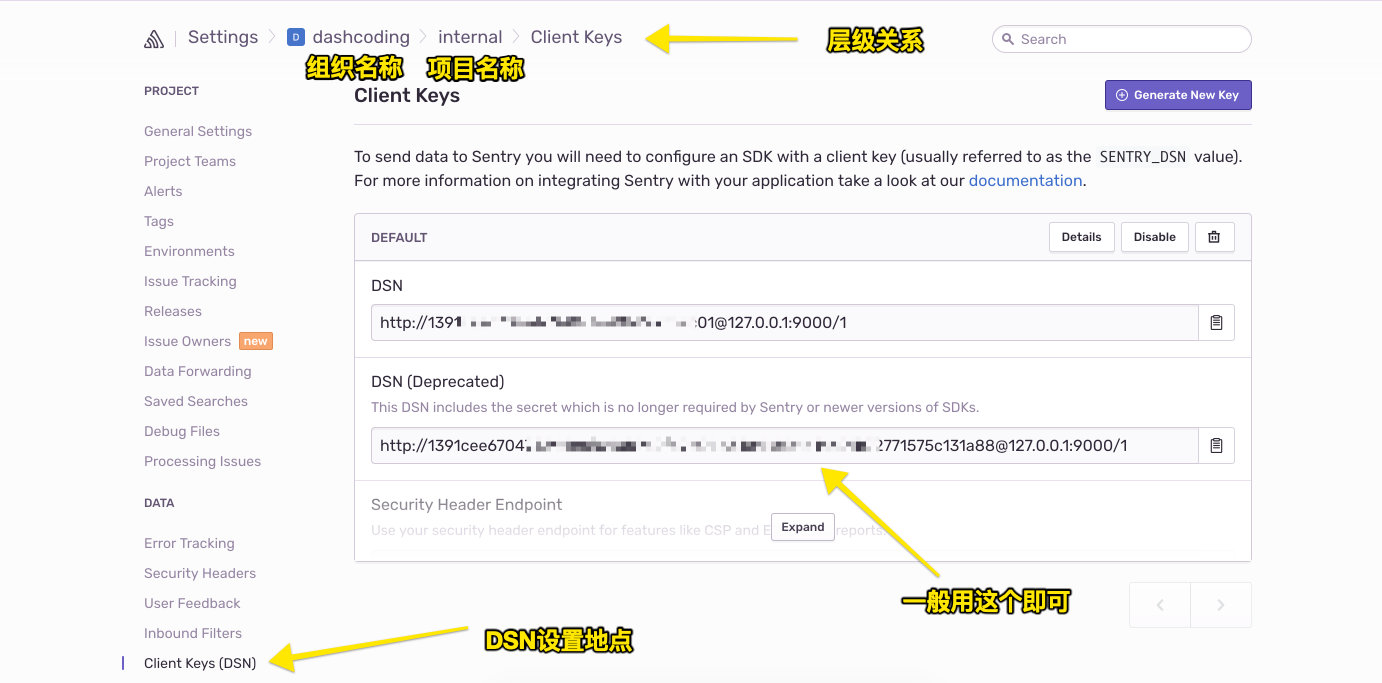 Settings > D dashcoding > internal > Client Keys
层级关系
Search
组织名称 项目名称
PROJECT
General Settings
Project Teams
Alerts
Tags
Environments
Issue Tracking
Releases
Issue Owners new
Data Forwarding
Saved Searches
Debug Files
Processing Issues
DATA
Error Tracking
Security Headers
User Feedback
Inbound Filters
Client Keys (DSN)
DSN设置地点
Client Keys
Generate New Key
To send data to Sentry you will need to configure an SDK with a client key (usually referred to as the SENTRY_DSN value).
For more information on integrating Sentry with your application take a look at our documentation.
DEFAULT
Details
Disable
DSN
http://1391 :01@127.0.0.1:9000/1
DSN (Deprecated)
This DSN includes the secret which is no longer required by Sentry or newer versions of SDKs.
http://1391cee6704 2771575c131a88@127.0.0.1:9000/1
Security Header Endpoint
Use your security header endpoint for features like CSP and reports.
Expand
一般用这个即可